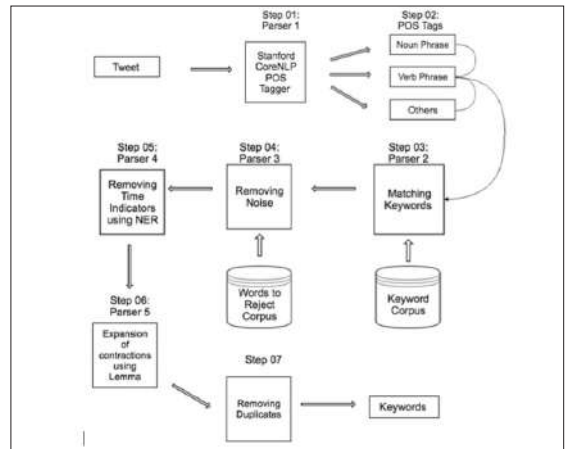 Step 01:
Parser 1
Step 02:
POS Tags
Tweet
Stanford
CoreNLP
POS
Tagger
Noun Phrase
Verb Phrase
Others
Step 05:
Parser 4
Step 04:
Parser 3
Step 03:
Parser 2
Removing
Time
Indicators
using NER
Removing
Noise
Matching
Keywords
Words to
Reject
Corpus
Keyword
Corpus
Step 06:
Parser 5
Expansion
of
contractions
using
Lemma
Step 07
Removing
Duplicates
Keywords